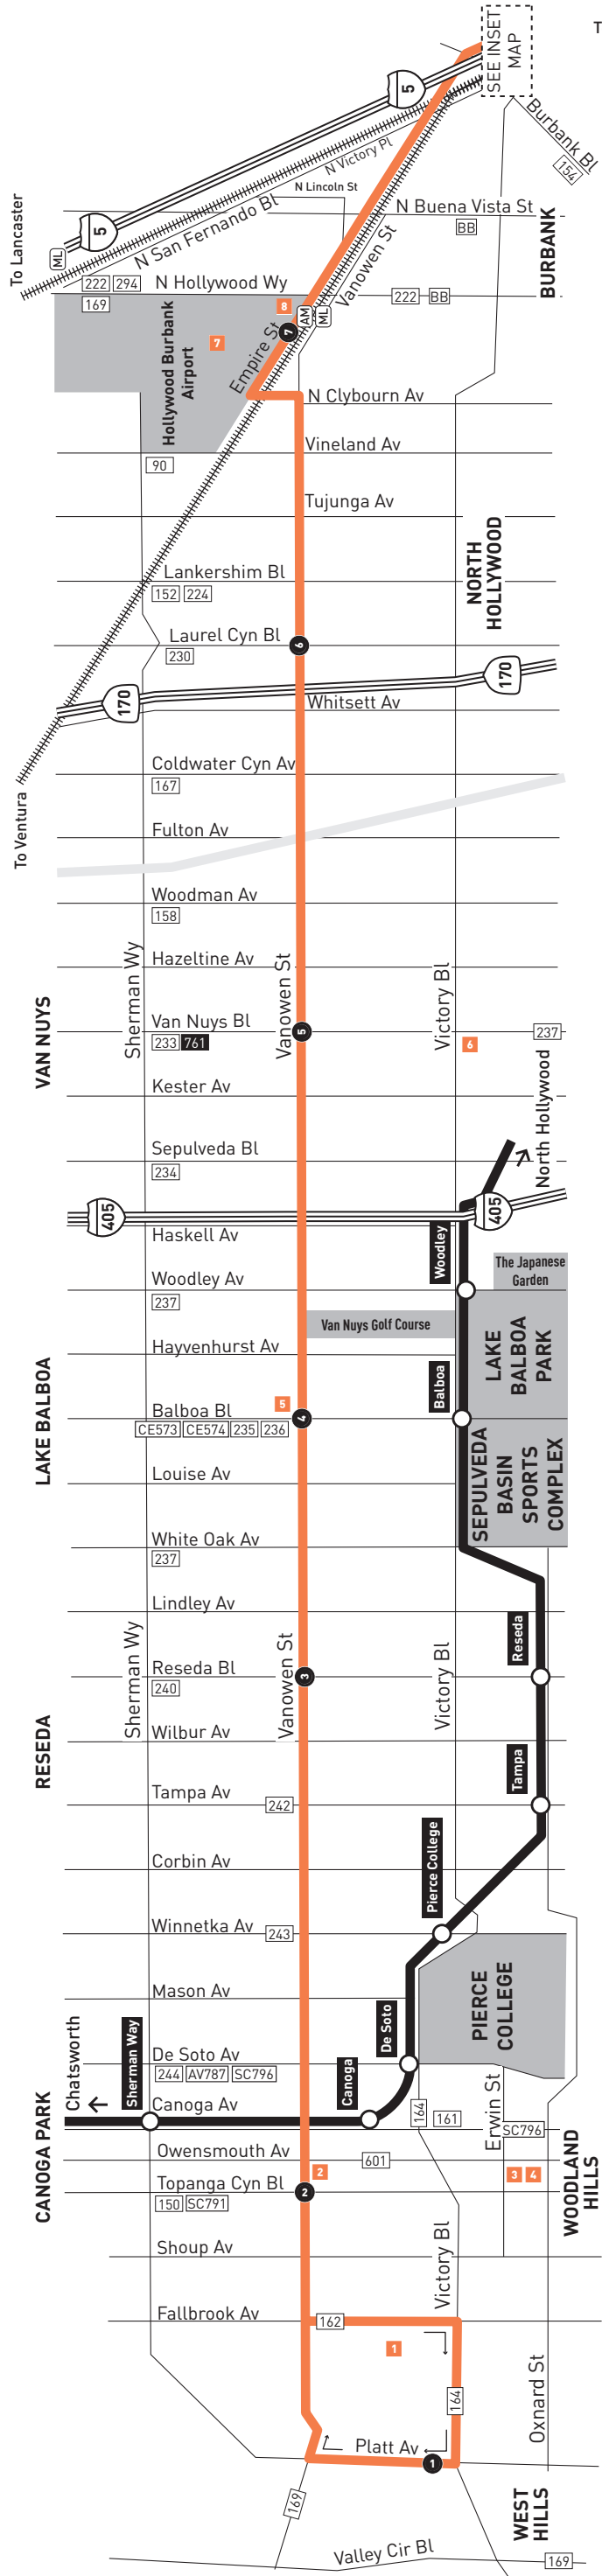 T
SEE INSET
MAP
5
Burbank Bl
154
N Victory Pl
N Lincoln St
To Lancaster
5
ML
N San Fernando Bl
N Buena Vista St
BB
BURBANK
Vanowen St
222 294
N Hollywood Wy
169
222 BB
8
AM
ML
7
7
Empire St
Hollywood Burbank
Airport
N Clybourn Av
Vineland Av
90
Tujunga Av
NORTH
HOLLYWOOD
Lankershim Bl
152 224
Laurel Cyn Bl
230
6
170
170
Whitsett Av
Coldwater Cyn Av
167
To Ventura
Fulton Av
Woodman Av
158
Hazeltine Av
Sherman Wy
Vanowen St
Victory Bl
VAN NUYS
Van Nuys Bl
233 761
5
6
237
Kester Av
North Hollywood
Sepulveda Bl
234
405
405
Haskell Av
Woodley
The Japanese
Garden
Woodley Av
237
Van Nuys Golf Course
Hayvenhurst Av
LAKE
BALBOA
PARK
LAKE BALBOA
Balboa
5
Balboa Bl
4
CE573 CE574 235 236
SEPULVEDA
BASIN
SPORTS
COMPLEX
Louise Av
White Oak Av
237
Lindley Av
Sherman Wy
Vanowen St
Victory Bl
Reseda
Reseda Bl
240
3
RESEDA
Wilbur Av
Tampa
Tampa Av
242
Corbin Av
Pierce College
Winnetka Av
243
PIERCE
COLLEGE
Mason Av
De Soto
Chatsworth
Sherman Way
De Soto Av
244 AV787 SC796
Canoga
Canoga Av
164
161
Erwin St
SC796
CANOGA PARK
Owensmouth Av
601
WOODLAND
HILLS
2
3 4
Topanga Cyn Bl
150 SC791
2
Shoup Av
Victory Bl
Fallbrook Av
162
1
Oxnard St
164
Platt Av
1
169
WEST
HILLS
Valley Cir Bl
169